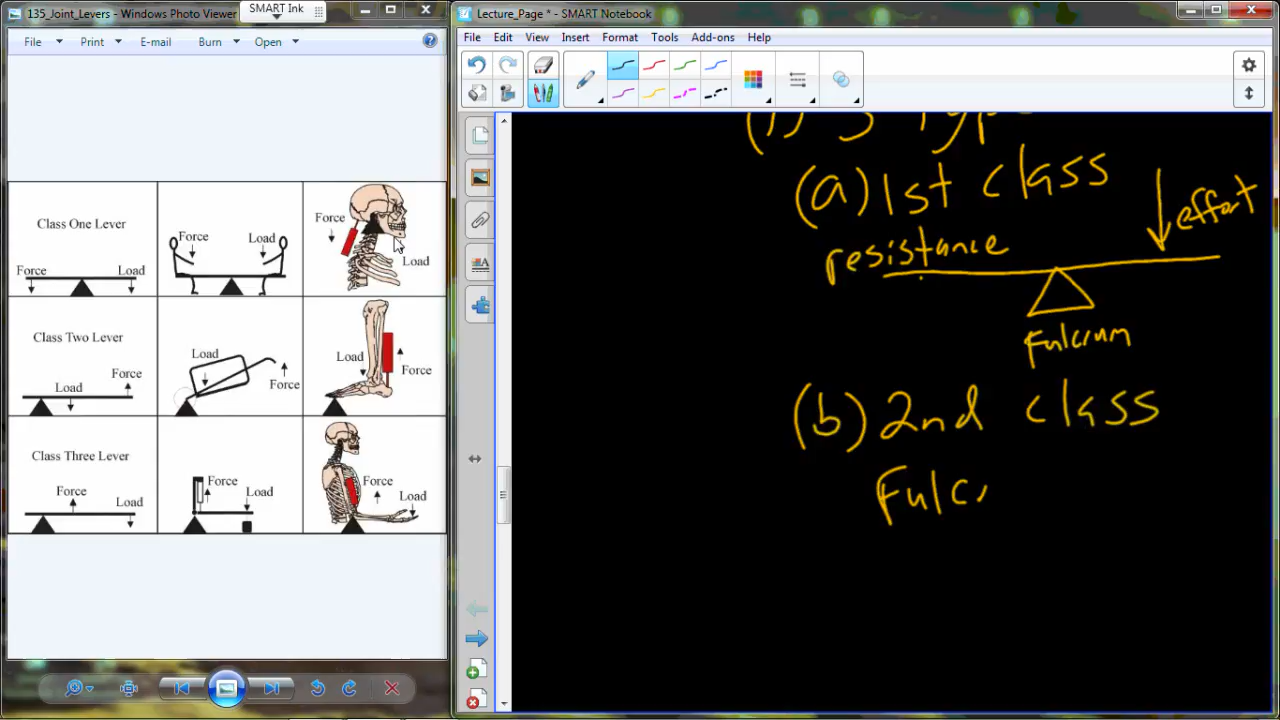 135_Joint_Levers - Windows Photo Viewer
SMART Ink
File Print E-mail Burn Open
Class One Lever
Force Load
Force Load
Force
Load
Class Two Lever
Load Force
Load
Force
Load
Force
Class Three Lever
Force Load
Force Load
Force
Load
Lecture_Page * - SMART Notebook
File Edit View Insert Format Tools Add-ons Help
(a) 1st class
effort
resistance
Fulcrum
(b) 2nd class
Fulc